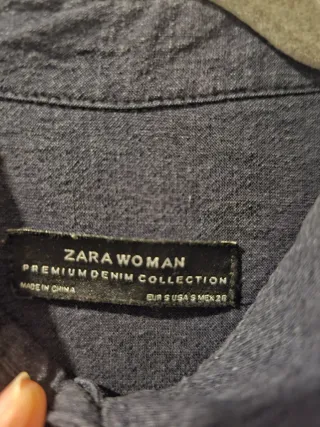 ZARA WOMAN
PREMIUM DENIM COLLECTION
MADE IN CHINA
EUR S USA S MEX 26